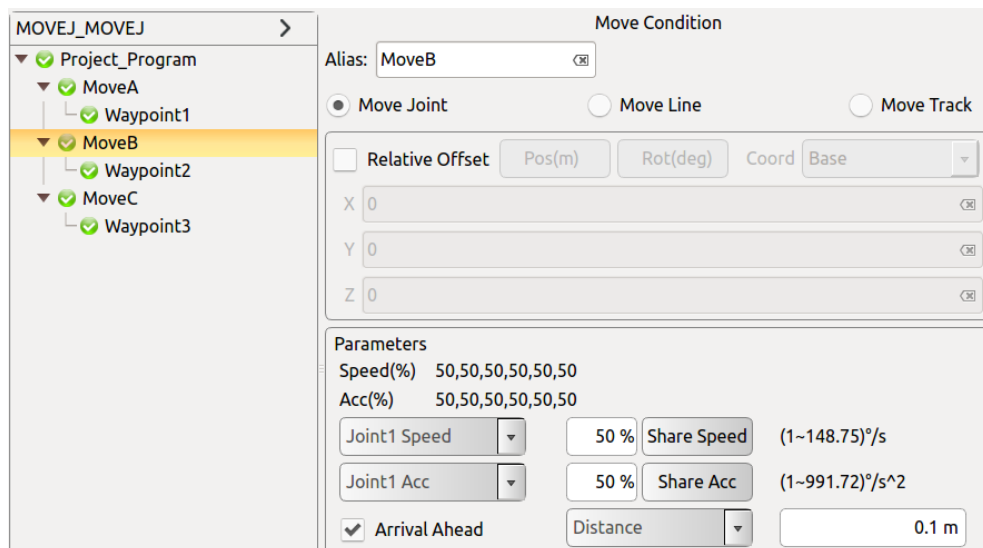 MOVEJ_MOVEJ
Project_Program
MoveA
Waypoint1
MoveB
Waypoint2
MoveC
Waypoint3
Move Condition
Alias: MoveB
Move Joint Move Line Move Track
Relative Offset Pos(m) Rot(deg) Coord Base
X 0
Y 0
Z 0
Parameters
Speed(%) 50,50,50,50,50,50
Acc(%) 50,50,50,50,50,50
Joint1 Speed 50 % Share Speed (1~148.75)°/s
Joint1 Acc 50 % Share Acc (1~991.72)°/s^2
Arrival Ahead Distance 0.1 m